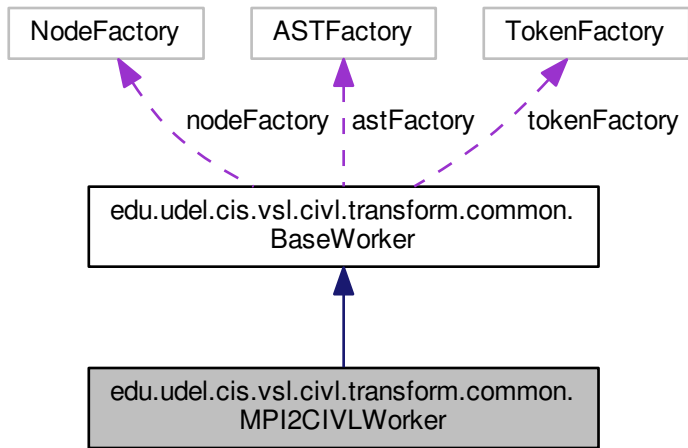 NodeFactory
ASTFactory
TokenFactory
nodeFactory
astFactory
tokenFactory
edu.udel.cis.vsl.civl.transform.common.
BaseWorker
edu.udel.cis.vsl.civl.transform.common.
MPI2CIVLWorker